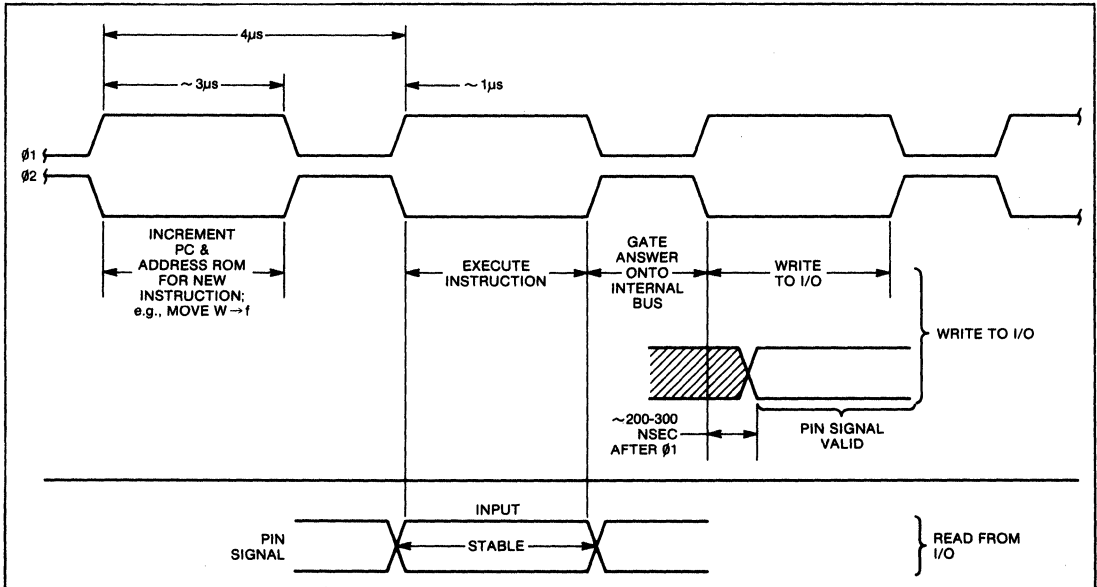 4µs
~3µs
~1µs
Ø1
Ø2
INCREMENT
PC &
ADDRESS ROM
FOR NEW
INSTRUCTION;
e.g., MOVE W→f
EXECUTE
INSTRUCTION
GATE
ANSWER
ONTO
INTERNAL
BUS
WRITE
TO I/O
WRITE TO I/O
~200-300
NSEC
AFTER Ø1
PIN SIGNAL
VALID
PIN
SIGNAL
INPUT
STABLE
READ FROM
I/O